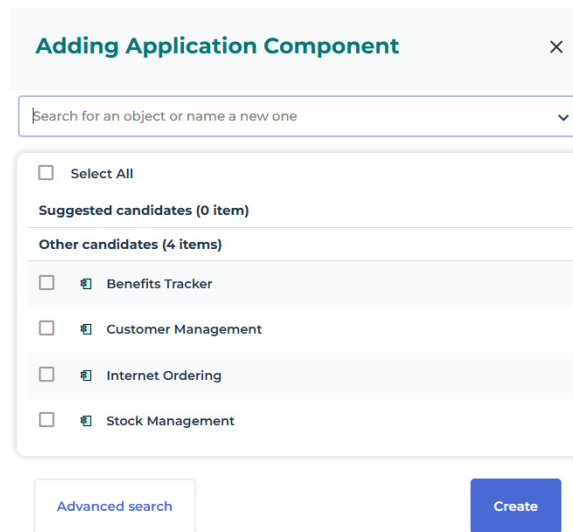 Adding Application Component
Search for an object or name a new one
Select All
Suggested candidates (0 item)
Other candidates (4 items)
Benefits Tracker
Customer Management
Internet Ordering
Stock Management
Advanced search
Create